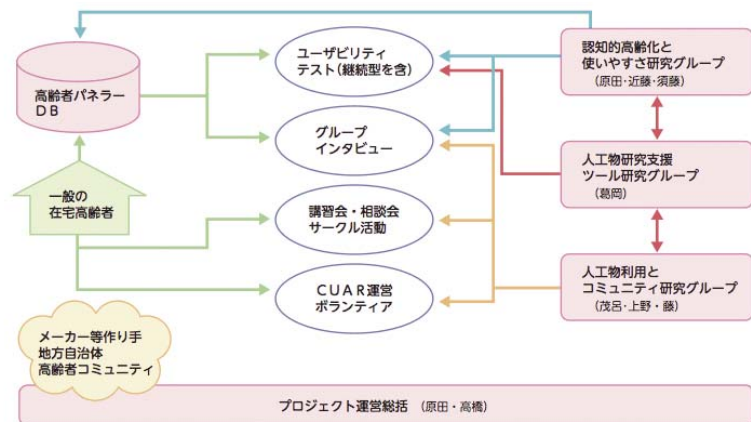 高齢者パネラー
DB
一般の
在宅高齢者
メーカー等作り手
地方自治体
高齢者コミュニティ
ユーザビリティ
テスト(継続型を含)
グループ
インタビュー
講習会・相談会
サークル活動
CUAR運営
ボランティア
認知的高齢化と
使いやすさ研究グループ
(原田・近藤・須藤)
人工物研究支援
ツール研究グループ
(葛岡)
人工物利用と
コミュニティ研究グループ
(茂呂・上野・藤)
プロジェクト運営総括 (原田・高橋)